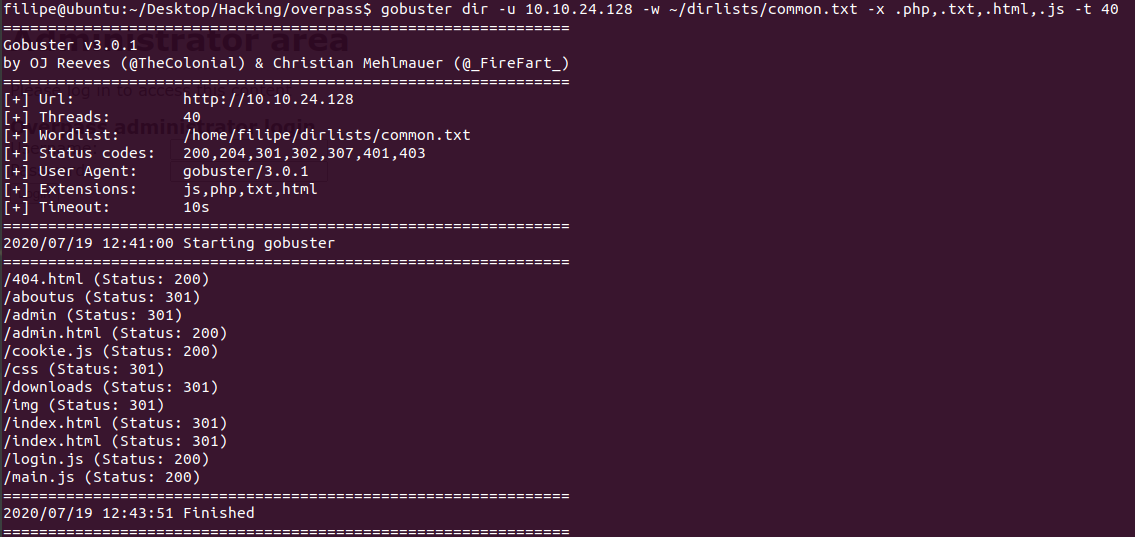 filipe@ubuntu:~/Desktop/Hacking/overpass$ gobuster dir -u 10.10.24.128 -w ~/dirlists/common.txt -x .php,.txt,.html,.js -t 40
===============================================================
Gobuster v3.0.1
by OJ Reeves (@TheColonial) & Christian Mehlmauer (@_FireFart_)
===============================================================
[+] Url:            http://10.10.24.128
[+] Threads:        40
[+] Wordlist:       /home/filipe/dirlists/common.txt
[+] Status codes:   200,204,301,302,307,401,403
[+] User Agent:     gobuster/3.0.1
[+] Extensions:     js,php,txt,html
[+] Timeout:        10s
===============================================================
2020/07/19 12:41:00 Starting gobuster
===============================================================
/404.html (Status: 200)
/aboutus (Status: 301)
/admin (Status: 301)
/admin.html (Status: 200)
/cookie.js (Status: 200)
/css (Status: 301)
/downloads (Status: 301)
/img (Status: 301)
/index.html (Status: 301)
/index.html (Status: 301)
/login.js (Status: 200)
/main.js (Status: 200)
===============================================================
2020/07/19 12:43:51 Finished
===============================================================